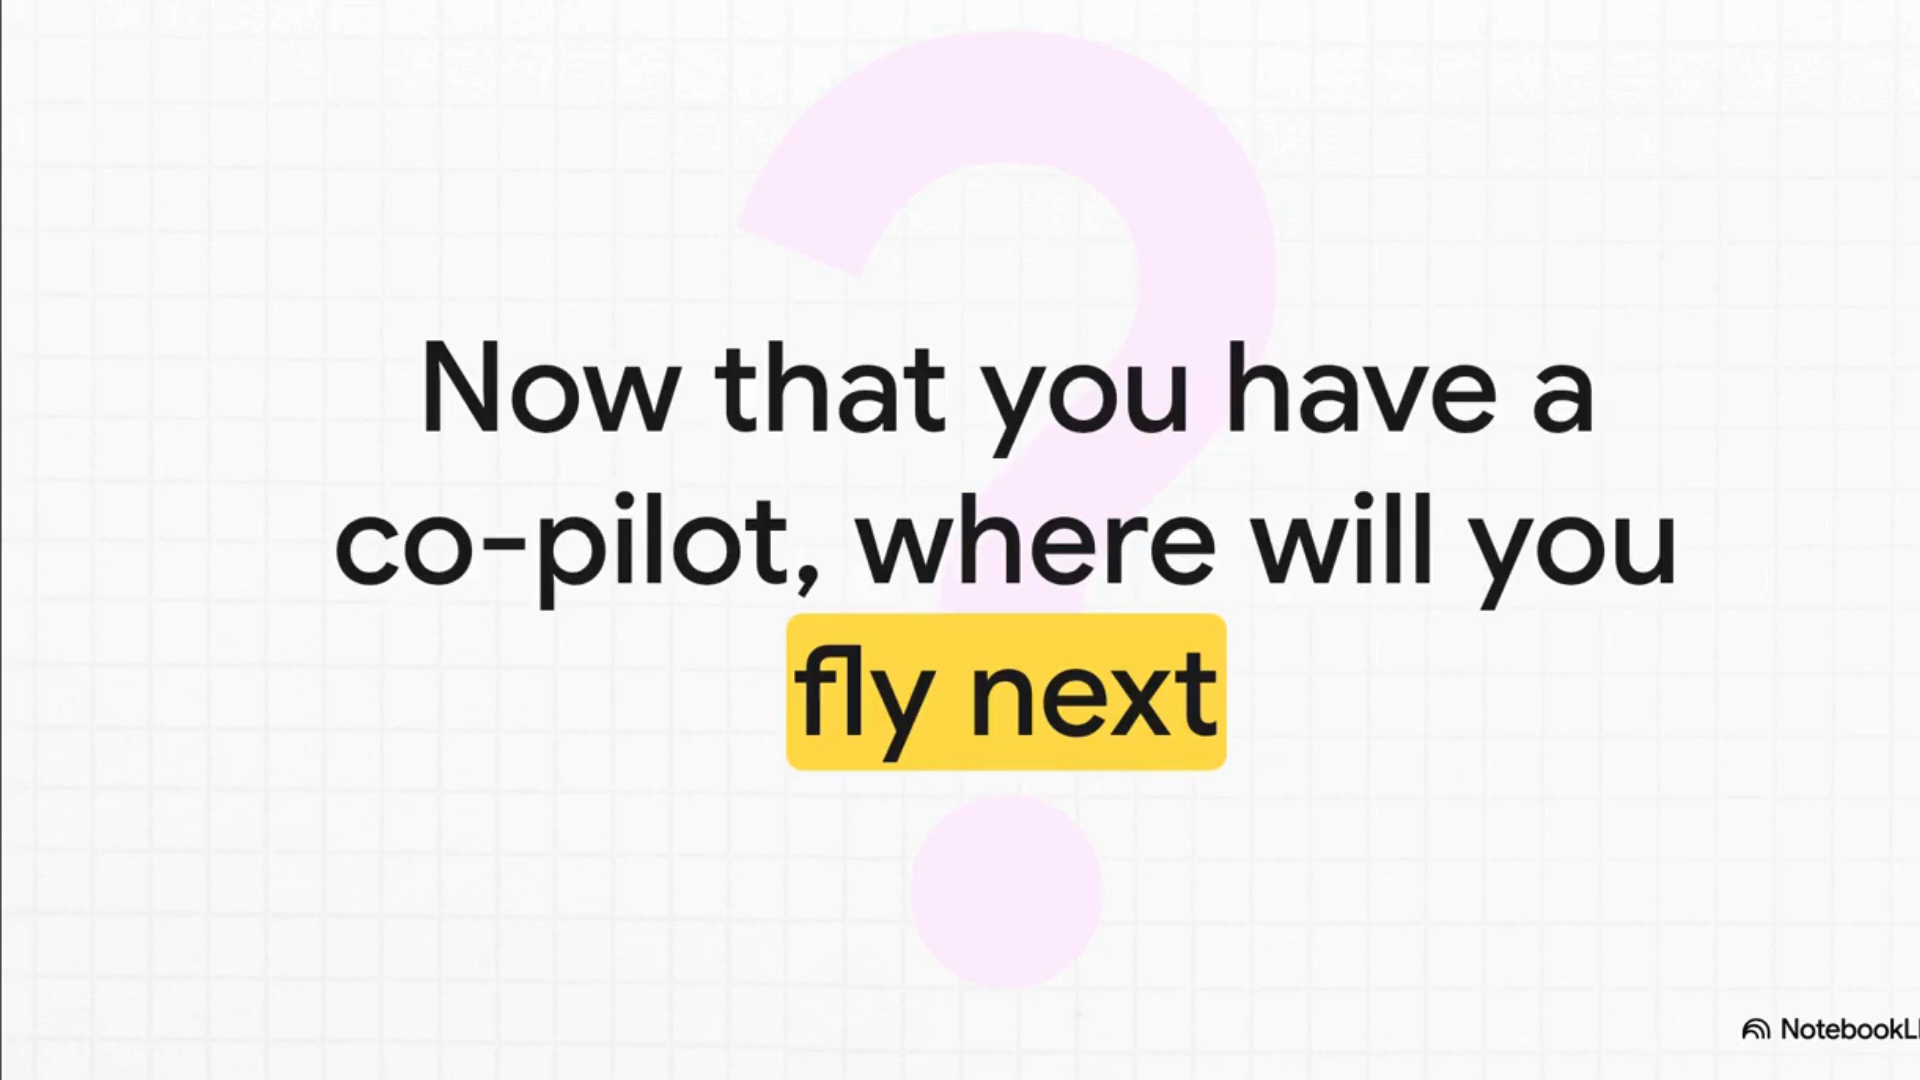 Now that you have a
co-pilot, where will you
fly next
?
NotebookL